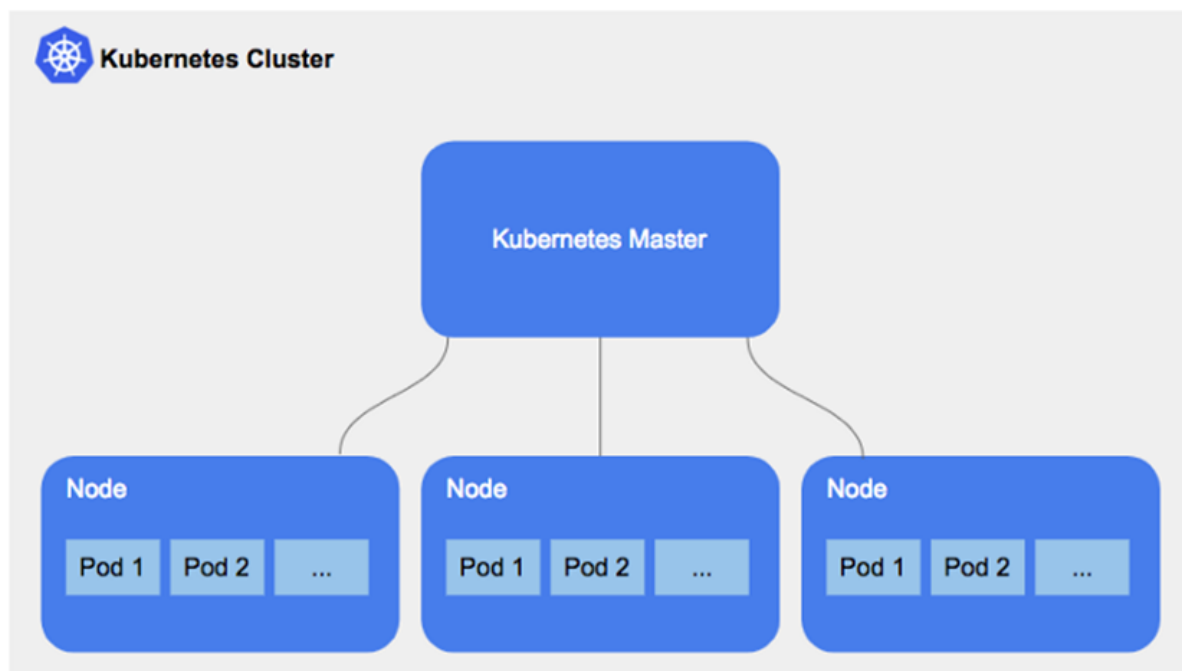 Kubernetes Cluster
Kubernetes Master
Node
Pod 1
Pod 2
...
Node
Pod 1
Pod 2
...
Node
Pod 1
Pod 2
...